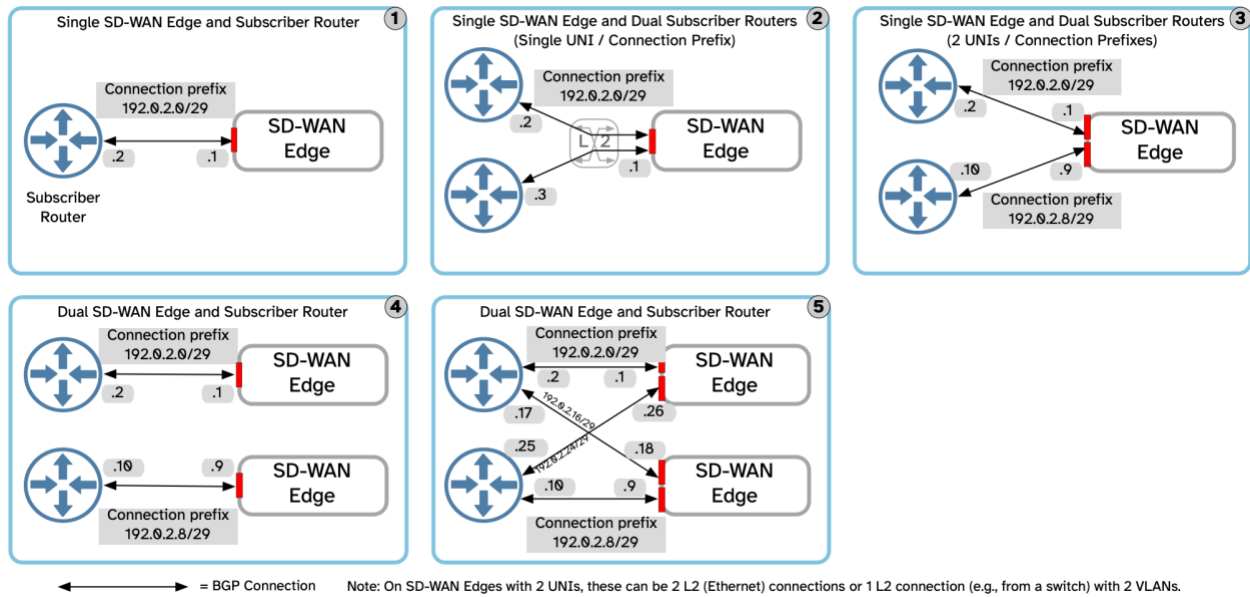 Single SD-WAN Edge and Subscriber Router
1
Connection prefix
192.0.2.0/29
.2
.1
SD-WAN
Edge
Subscriber
Router
Single SD-WAN Edge and Dual Subscriber Routers
(Single UNI / Connection Prefix)
2
Connection prefix
192.0.2.0/29
.2
L 2
.1
.3
SD-WAN
Edge
Single SD-WAN Edge and Dual Subscriber Routers
(2 UNIs / Connection Prefixes)
3
Connection prefix
192.0.2.0/29
.2
.1
SD-WAN
Edge
.10
.9
Connection prefix
192.0.2.8/29
Dual SD-WAN Edge and Subscriber Router
4
Connection prefix
192.0.2.0/29
.2
.1
SD-WAN
Edge
.10
.9
SD-WAN
Edge
Connection prefix
192.0.2.8/29
Dual SD-WAN Edge and Subscriber Router
5
Connection prefix
192.0.2.0/29
.2
.1
SD-WAN
Edge
.17
192.0.2.16/29
.26
.25
192.0.2.24/29
.18
.10
.9
SD-WAN
Edge
Connection prefix
192.0.2.8/29
= BGP Connection
Note: On SD-WAN Edges with 2 UNIs, these can be 2 L2 (Ethernet) connections or 1 L2 connection (e.g., from a switch) with 2 VLANs.